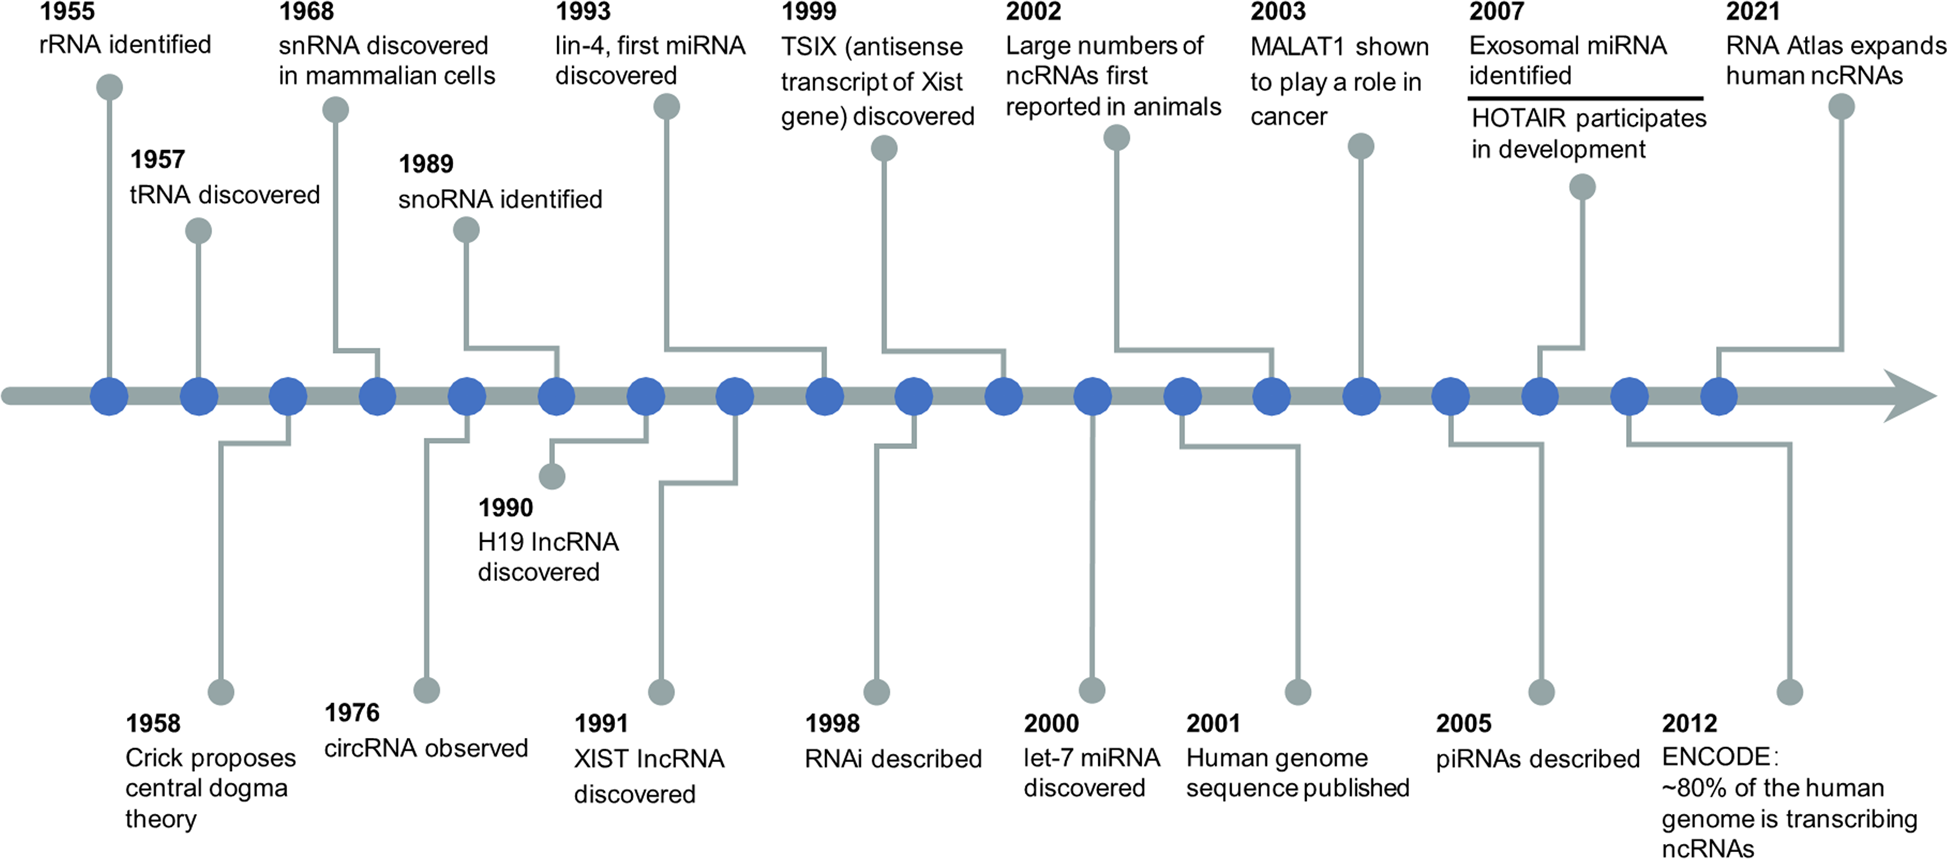 1955
rRNA identified
1957
tRNA discovered
1968
snRNA discovered
in mammalian cells
1989
snoRNA identified
1993
lin-4, first miRNA
discovered
1999
TSIX (antisense
transcript of Xist
gene) discovered
2002
Large numbers of
ncRNAs first
reported in animals
2003
MALAT1 shown
to play a role in
cancer
2007
Exosomal miRNA
identified
HOTAIR participates
in development
2021
RNA Atlas expands
human ncRNAs
1958
Crick proposes
central dogma
theory
1976
circRNA observed
1990
H19 lncRNA
discovered
1991
XIST lncRNA
discovered
1998
RNAi described
2000
let-7 miRNA
discovered
2001
Human genome
sequence published
2005
piRNAs described
2012
ENCODE:
~80% of the human
genome is transcribing
ncRNAs